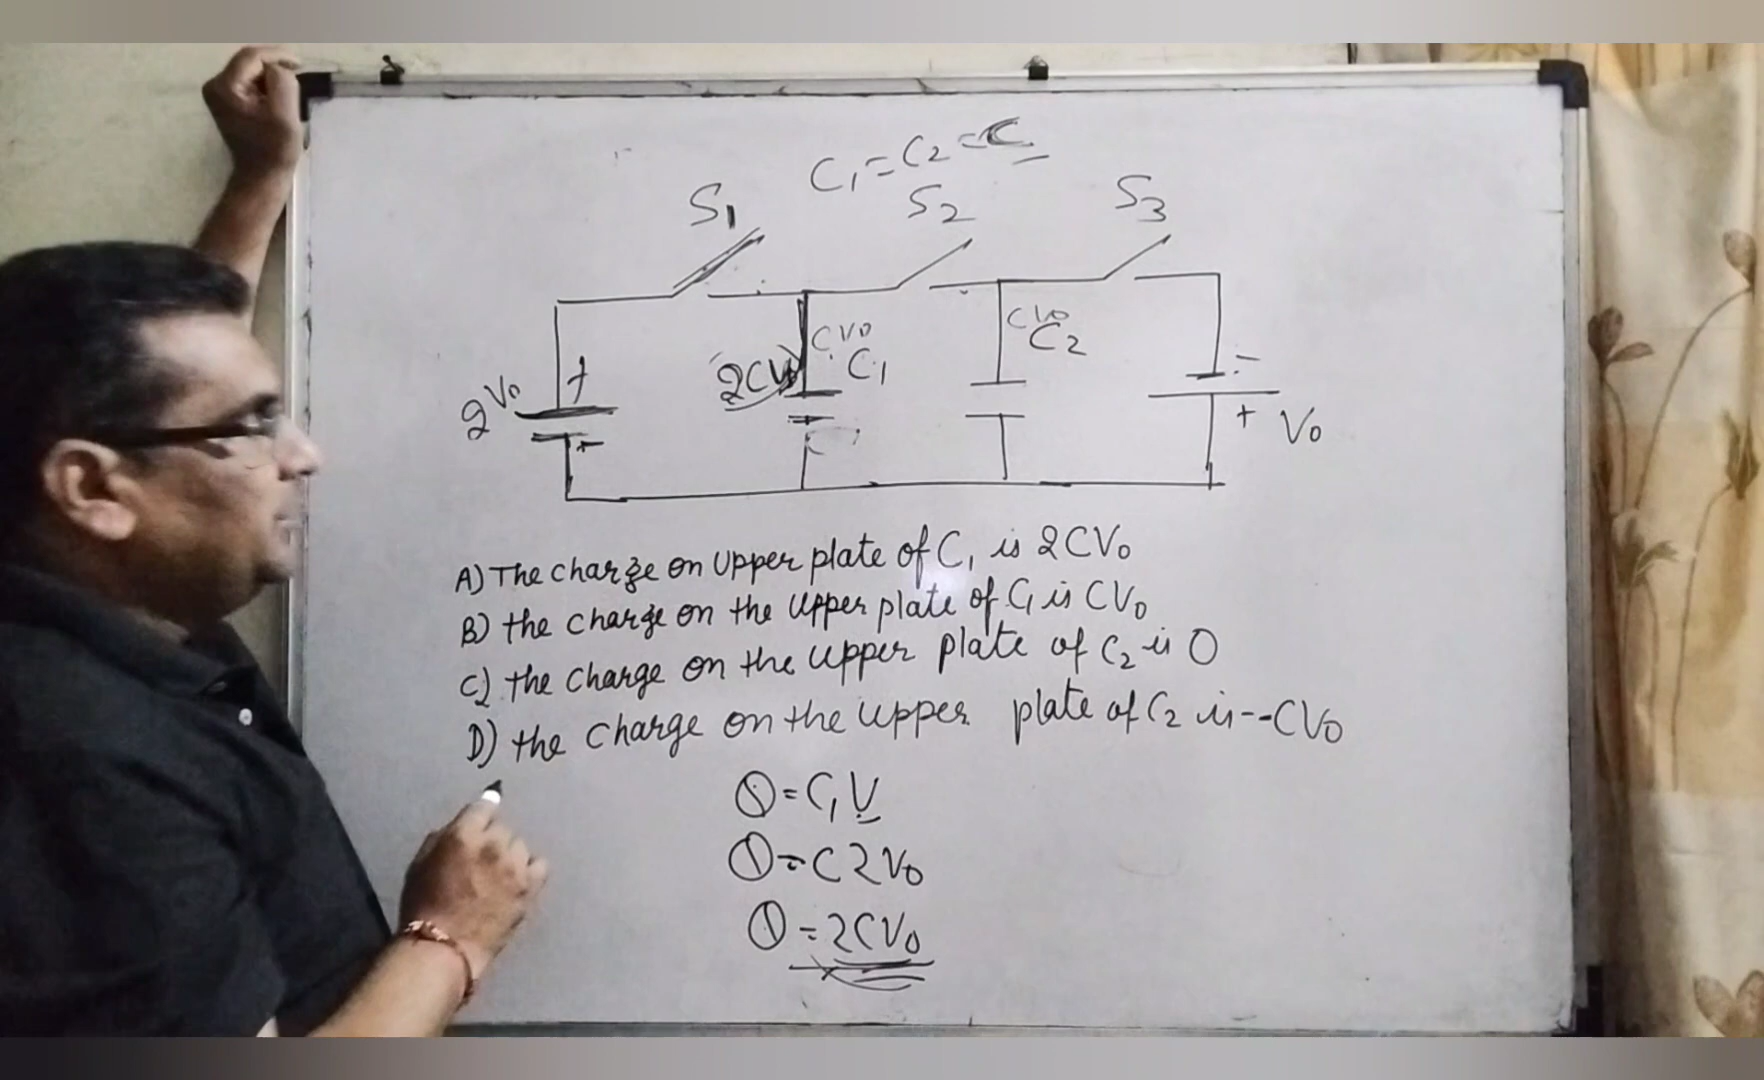 C₁ = C₂ = C
S₁ S₂ S₃
CV₀ CV₀
2V₀ + 2CV₀ C₁ C₂ -
+ + V₀
A) The charge on Upper plate of C₁ is 2CV₀
B) the charge on the upper plate of C₁ is CV₀
C) the charge on the upper plate of C₂ is 0
D) the charge on the upper plate of C₂ is --CV₀
Q = C₁V
Q = C2V₀
Q = 2CV₀